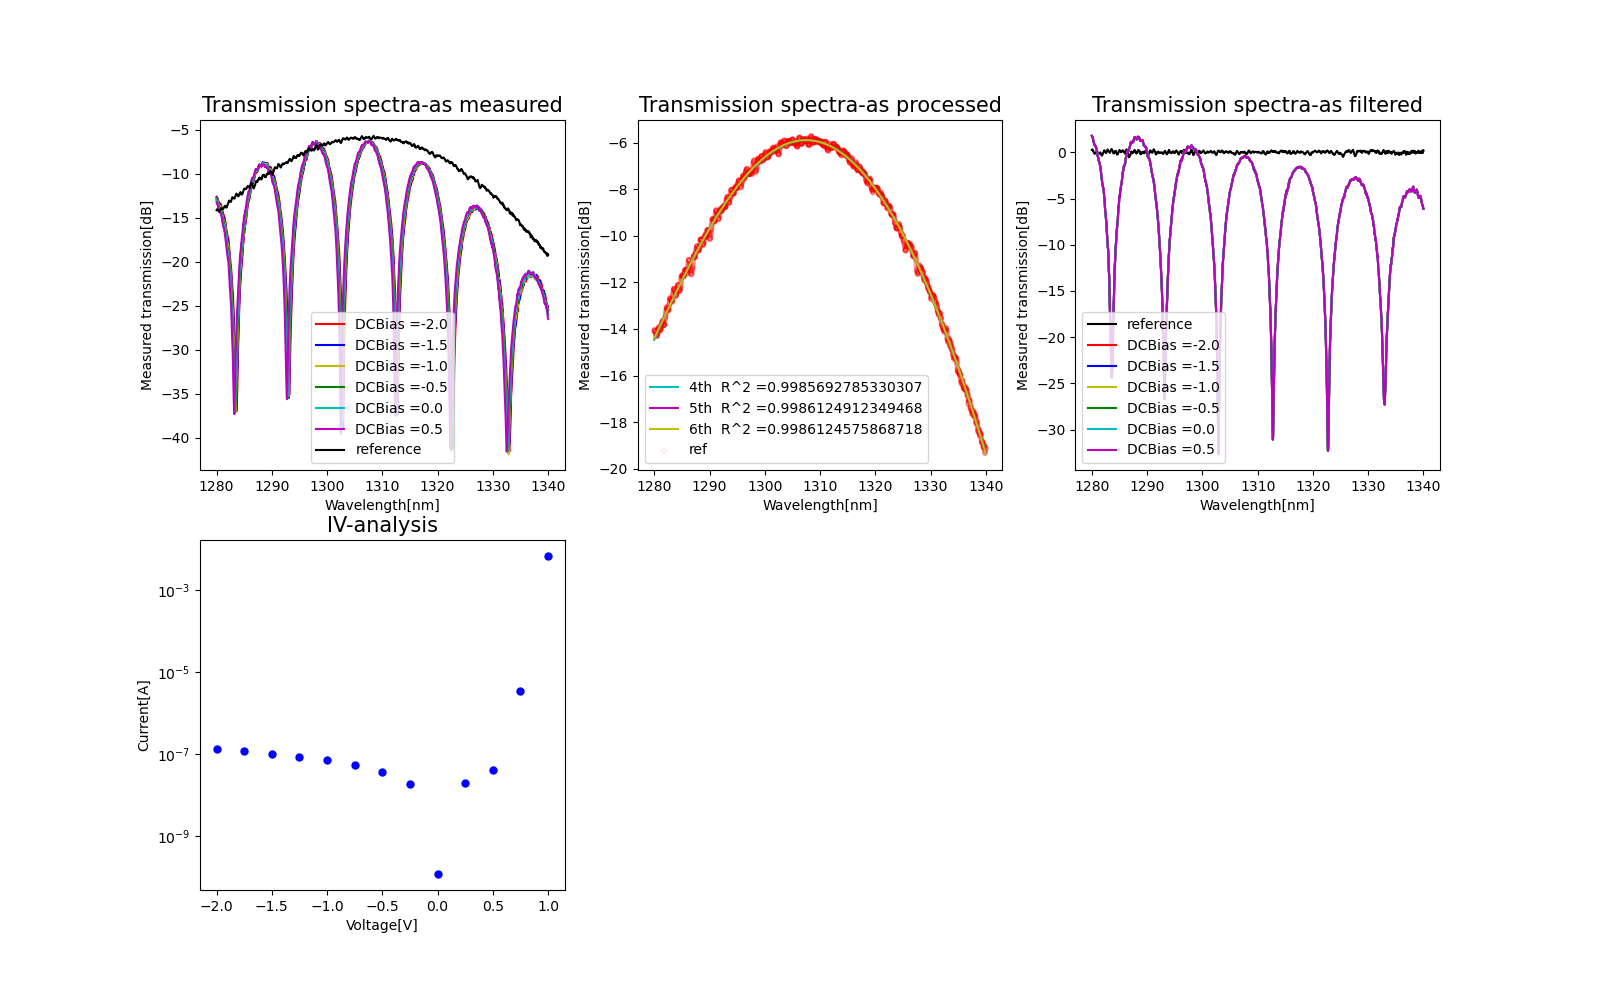 Transmission spectra-as measured
Measured transmission[dB]
−5
−10
−15
−20
−25
−30
−35
−40
DCBias =-2.0
DCBias =-1.5
DCBias =-1.0
DCBias =-0.5
DCBias =0.0
DCBias =0.5
reference
1280 1290 1300 1310 1320 1330 1340
Wavelength[nm]
Transmission spectra-as processed
Measured transmission[dB]
−6
−8
−10
−12
−14
−16
−18
−20
4th R^2 =0.9985692785330307
5th R^2 =0.9986124912349468
6th R^2 =0.9986124575868718
ref
1280 1290 1300 1310 1320 1330 1340
Wavelength[nm]
Transmission spectra-as filtered
Measured transmission[dB]
0
−5
−10
−15
−20
−25
−30
reference
DCBias =-2.0
DCBias =-1.5
DCBias =-1.0
DCBias =-0.5
DCBias =0.0
DCBias =0.5
1280 1290 1300 1310 1320 1330 1340
Wavelength[nm]
IV-analysis
Current[A]
10⁻³
10⁻⁵
10⁻⁷
10⁻⁹
−2.0 −1.5 −1.0 −0.5 0.0 0.5 1.0
Voltage[V]